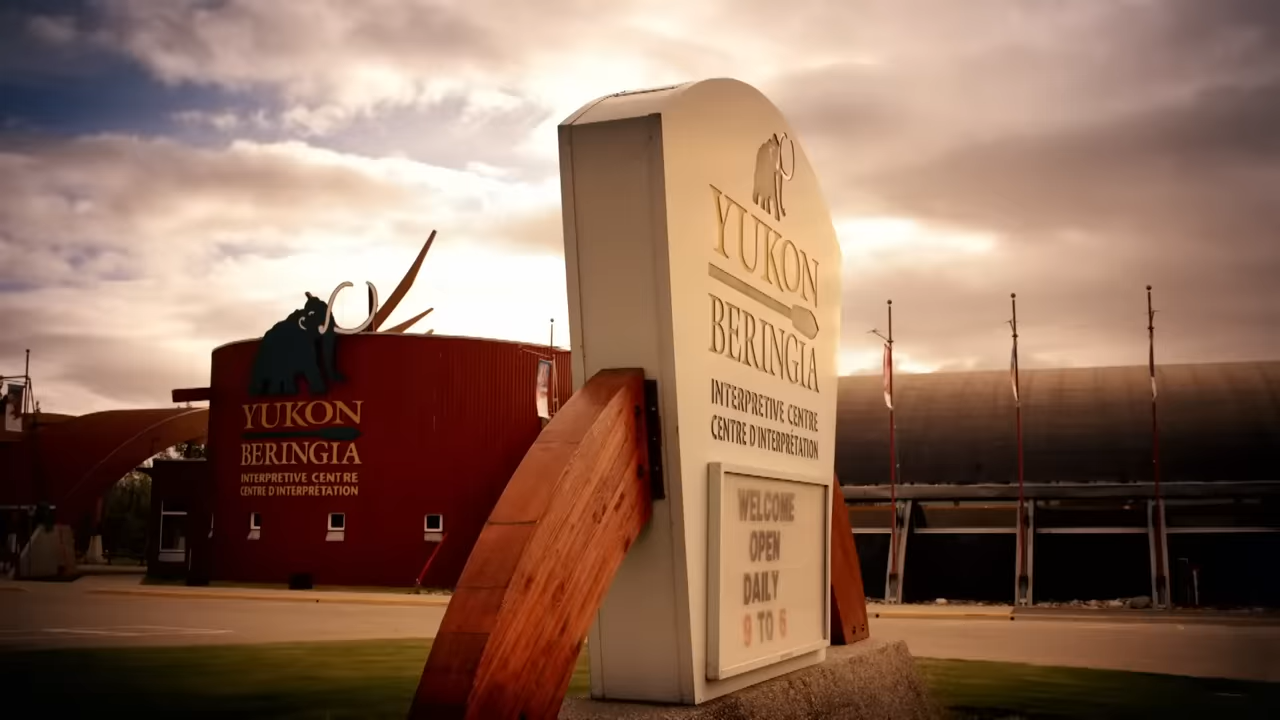 YUKON
BERINGIA
INTERPRETIVE CENTRE
CENTRE D'INTERPRÉTATION
WELCOME
OPEN
DAILY
9 TO 6
YUKON
BERINGIA
INTERPRETIVE CENTRE
CENTRE D'INTERPRÉTATION